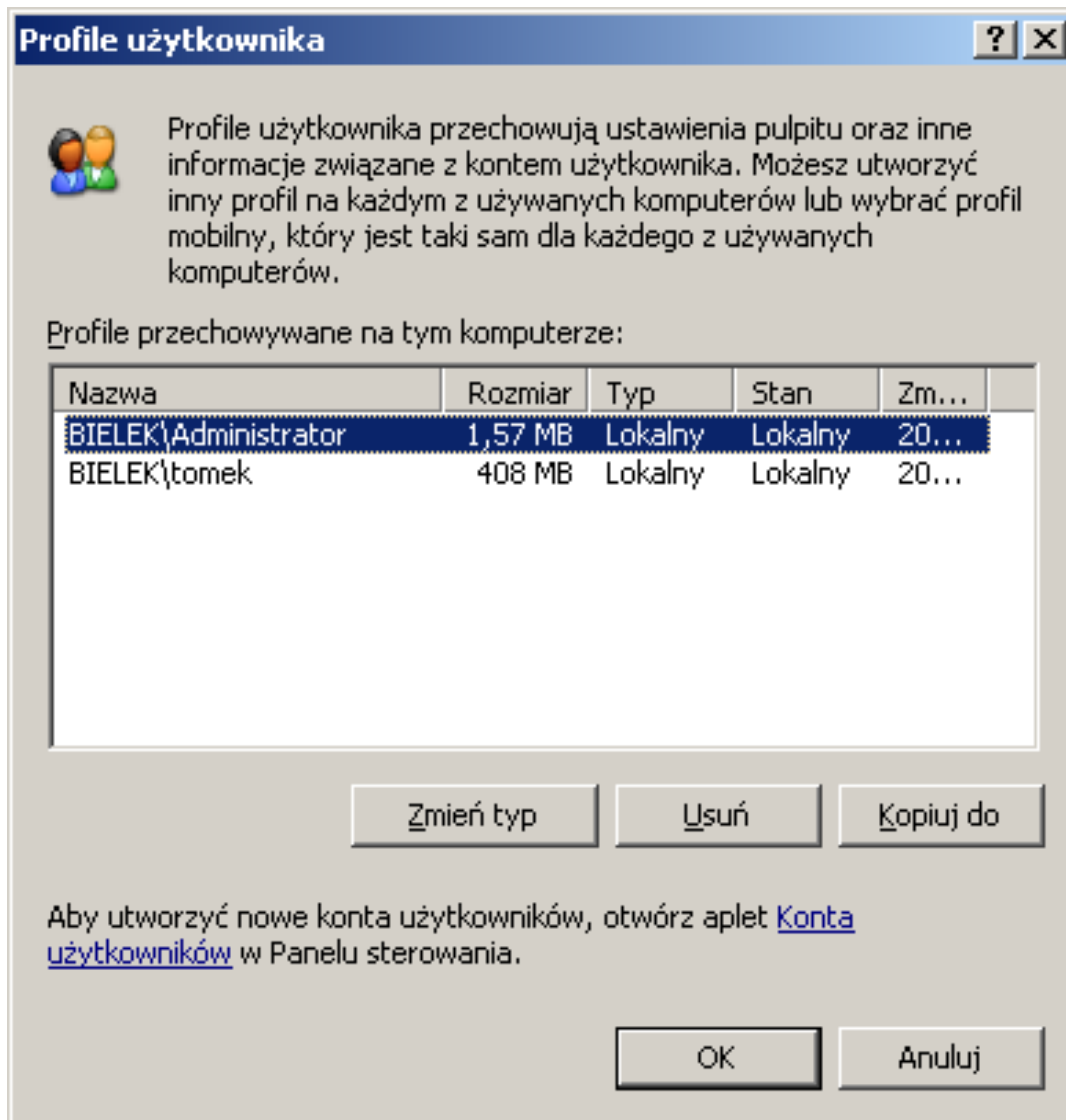 Profile użytkownika
Profile użytkownika przechowują ustawienia pulpitu oraz inne
informacje związane z kontem użytkownika. Możesz utworzyć
inny profil na każdym z używanych komputerów lub wybrać profil
mobilny, który jest taki sam dla każdego z używanych
komputerów.
Profile przechowywane na tym komputerze:
Nazwa Rozmiar Typ Stan Zm...
BIELEK\Administrator 1,57 MB Lokalny Lokalny 20...
BIELEK\tomek 408 MB Lokalny Lokalny 20...
Zmień typ Usuń Kopiuj do
Aby utworzyć nowe konta użytkowników, otwórz aplet Konta
użytkowników w Panelu sterowania.
OK Anuluj